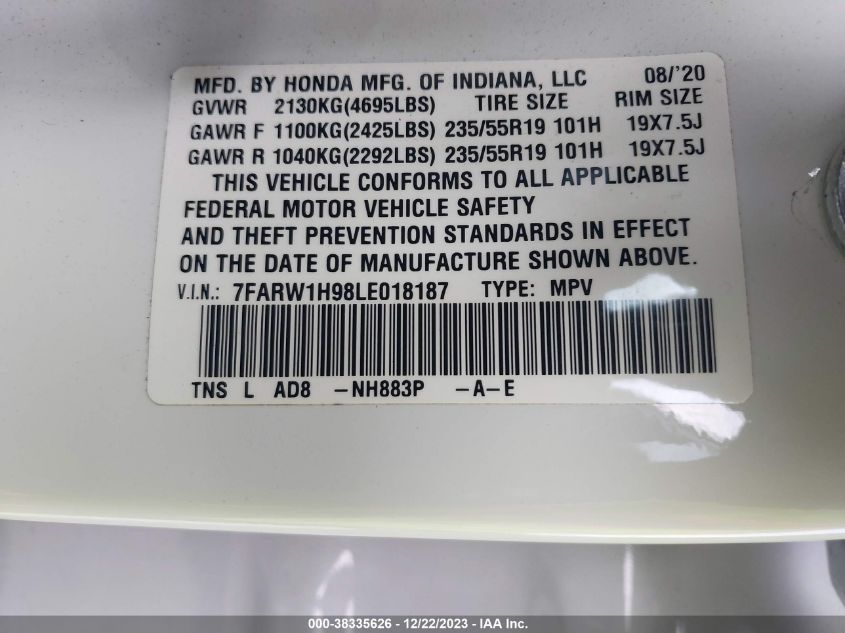 MFD. BY HONDA MFG. OF INDIANA, LLC 08/'20
GVWR 2130KG(4695LBS) TIRE SIZE RIM SIZE
GAWR F 1100KG(2425LBS) 235/55R19 101H 19X7.5J
GAWR R 1040KG(2292LBS) 235/55R19 101H 19X7.5J
THIS VEHICLE CONFORMS TO ALL APPLICABLE
FEDERAL MOTOR VEHICLE SAFETY
AND THEFT PREVENTION STANDARDS IN EFFECT
ON THE DATE OF MANUFACTURE SHOWN ABOVE.
V.I.N.: 7FARW1H98LE018187 TYPE: MPV
TNS L AD8 -NH883P -A-E
000-38335626 - 12/22/2023 - IAA Inc.